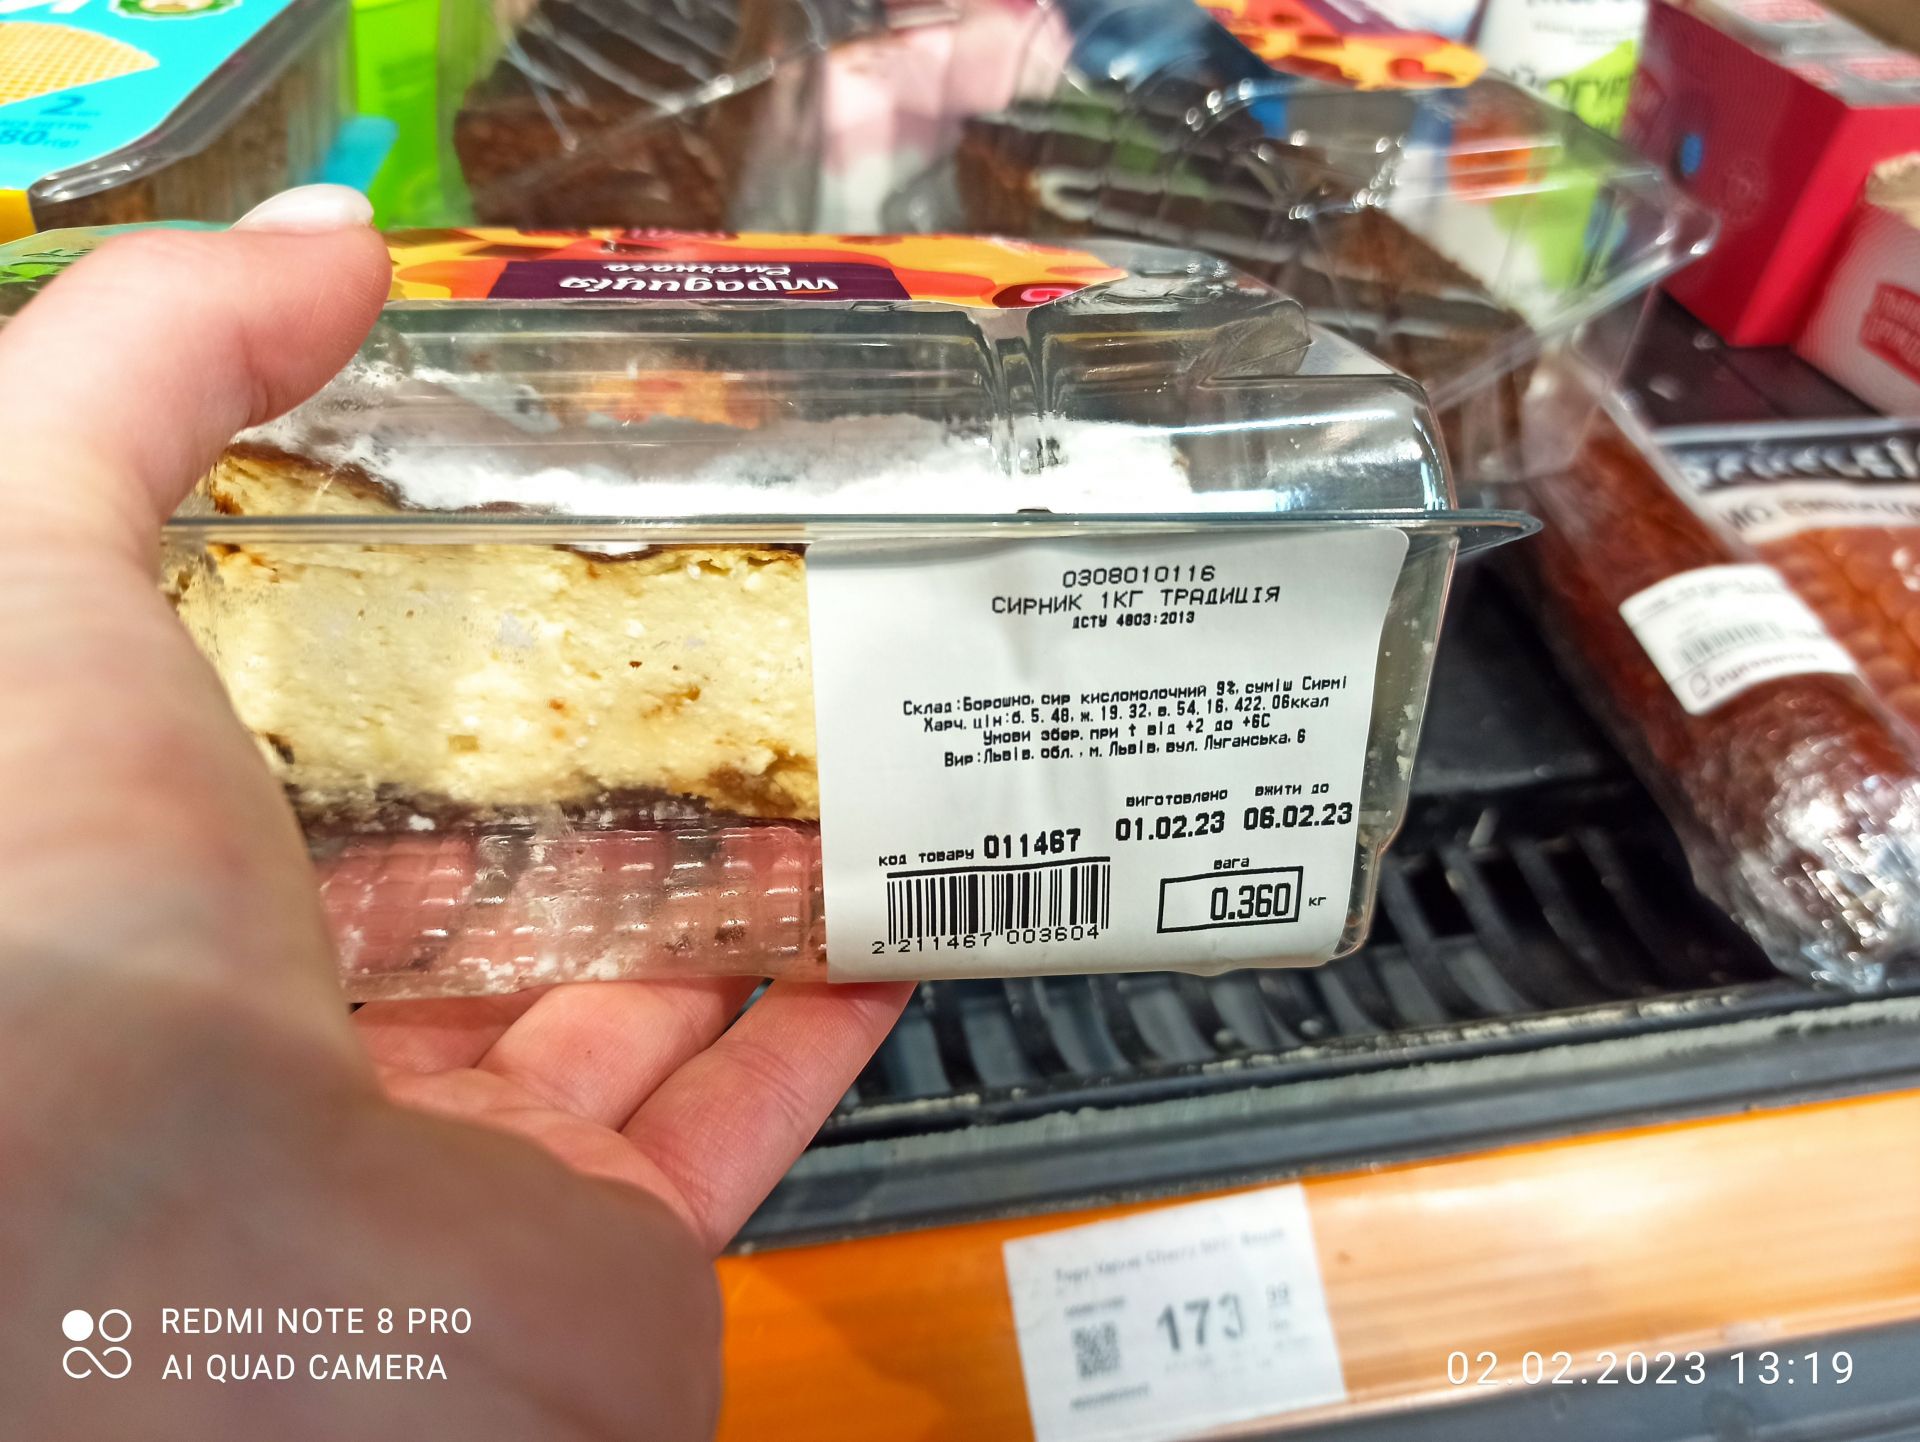 2
80г(g)
традиція
Смачного
0308010116
СИРНИК 1КГ ТРАДИЦІЯ
ДСТУ 4803:2013
Склад:Борошно, сир кисломолочний 9%, суміш Сирмі
Харч. цін:б. 5. 48, ж. 19. 32, в. 54. 16, 422. 06ккал
Умови збер. при t від +2 до +6С
Вир:Львів. обл., м. Львів, вул. Луганська, 6
виготовлено вжити до
01.02.23 06.02.23
код товару 011467
вага
0.360 кг
2 211467 003604
173 99
REDMI NOTE 8 PRO
AI QUAD CAMERA
02.02.2023 13:19